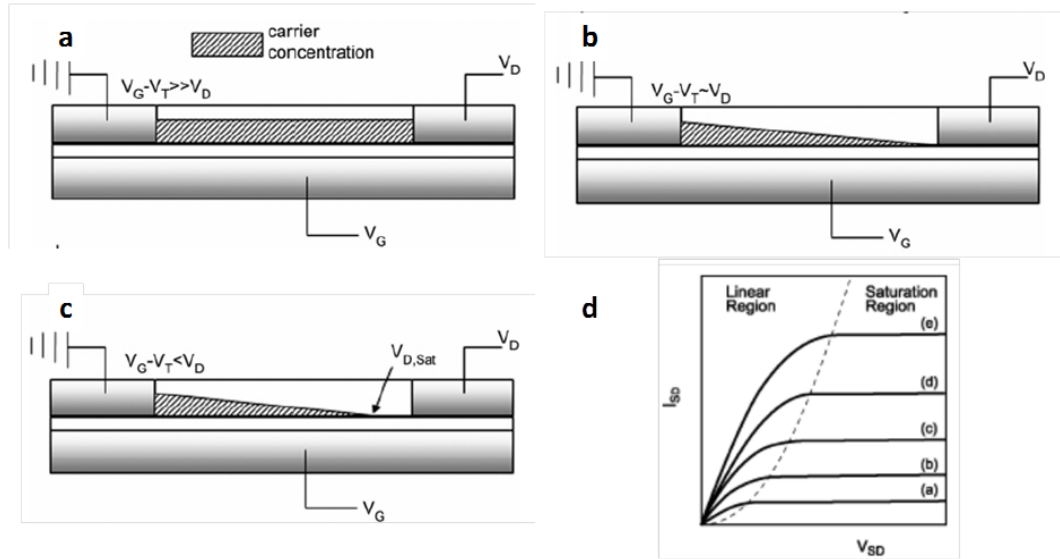 a
carrier
concentration
V_G-V_T>>V_D
V_D
V_G
b
V_G-V_T~V_D
V_D
V_G
c
V_G-V_T<V_D
V_D,Sat
V_D
V_G
d
Linear
Region
Saturation
Region
(e)
(d)
(c)
(b)
(a)
I_SD
V_SD